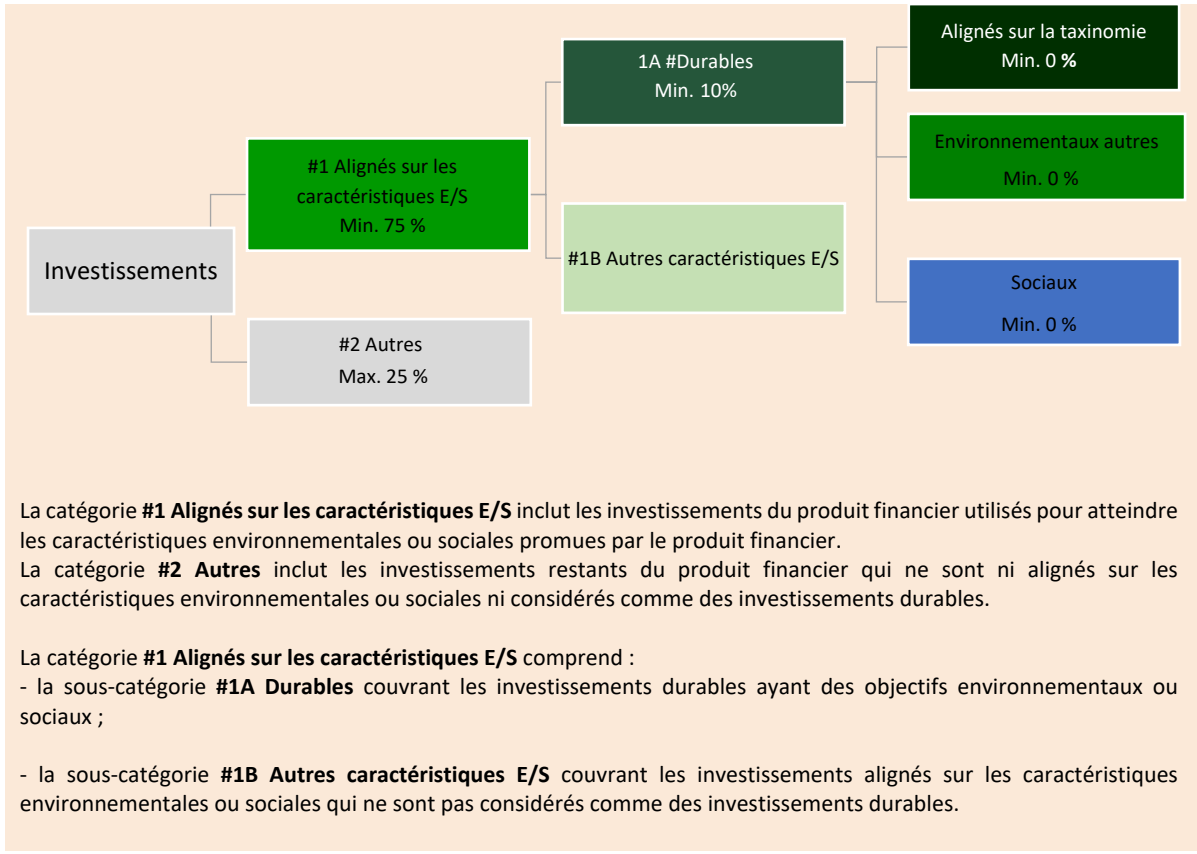 Alignés sur la taxinomie
Min. 0 %
1A #Durables
Min. 10%
Environnementaux autres
Min. 0 %
#1 Alignés sur les
caractéristiques E/S
Min. 75 %
#1B Autres caractéristiques E/S
Investissements
Sociaux
Min. 0 %
#2 Autres
Max. 25 %
La catégorie #1 Alignés sur les caractéristiques E/S inclut les investissements du produit financier utilisés pour atteindre
les caractéristiques environnementales ou sociales promues par le produit financier.
La catégorie #2 Autres inclut les investissements restants du produit financier qui ne sont ni alignés sur les
caractéristiques environnementales ou sociales ni considérés comme des investissements durables.
La catégorie #1 Alignés sur les caractéristiques E/S comprend :
- la sous-catégorie #1A Durables couvrant les investissements durables ayant des objectifs environnementaux ou
sociaux ;
- la sous-catégorie #1B Autres caractéristiques E/S couvrant les investissements alignés sur les caractéristiques
environnementales ou sociales qui ne sont pas considérés comme des investissements durables.